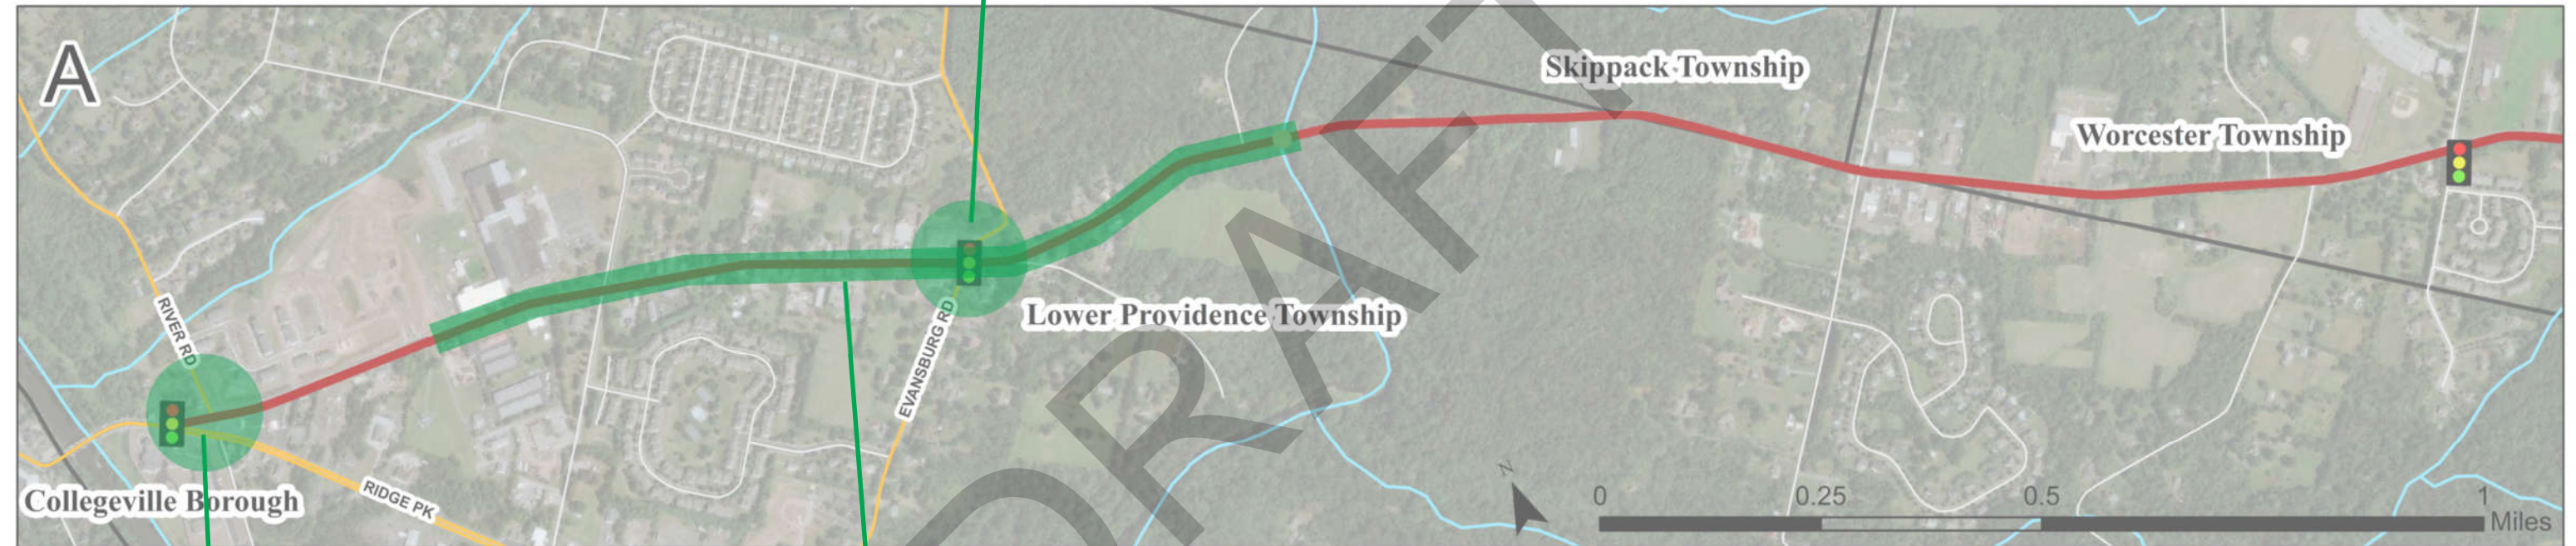 A
Skippack Township
Worcester Township
RIVER RD
EVANSBURG RD
Lower Providence Township
Collegeville Borough
RIDGE PK
N
0 0.25 0.5 1
Miles
DRAFT